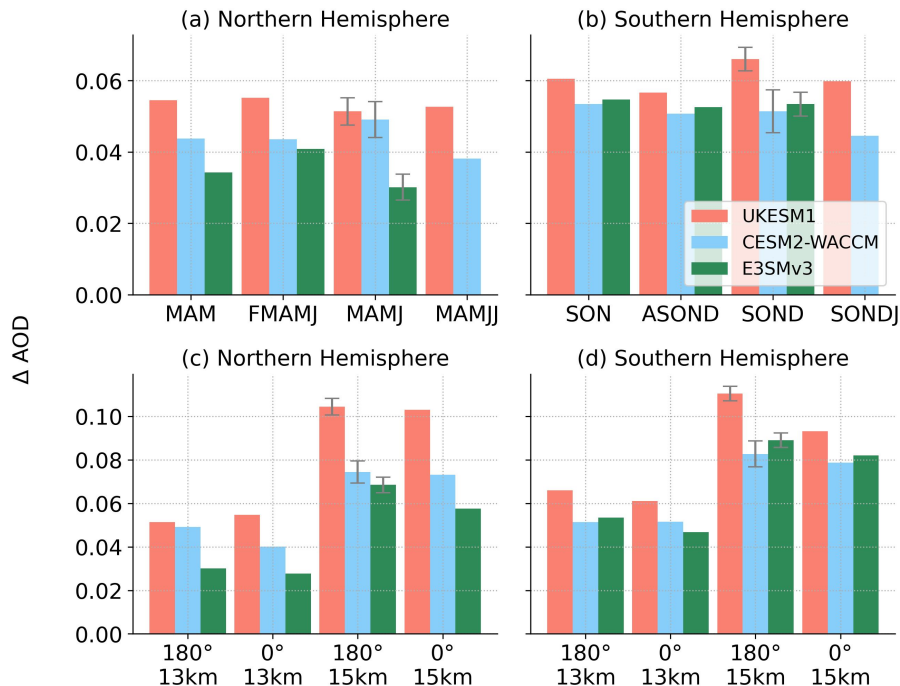 (a) Northern Hemisphere
(b) Southern Hemisphere
0.06
0.04
0.02
0.00
MAM FMAMJ MAMJ MAMJJ
SON ASOND SOND SONDJ
UKESM1
CESM2-WACCM
E3SMv3
Δ AOD
(c) Northern Hemisphere
(d) Southern Hemisphere
0.10
0.08
0.06
0.04
0.02
0.00
180° 0° 180° 0°
13km 13km 15km 15km
180° 0° 180° 0°
13km 13km 15km 15km